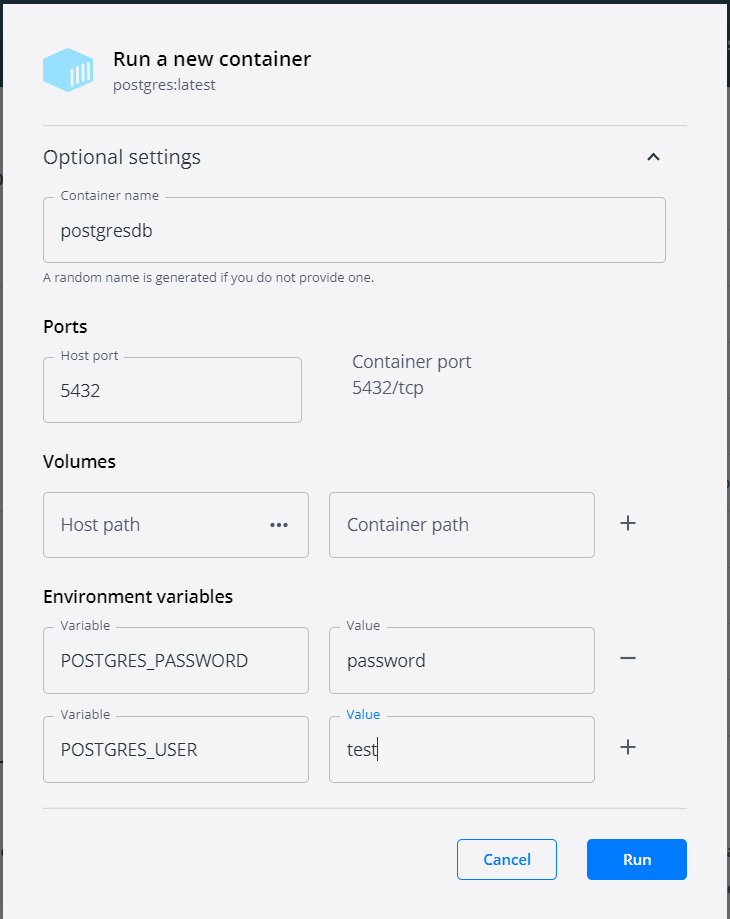 Run a new container
postgres:latest
Optional settings
Container name
postgresdb
A random name is generated if you do not provide one.
Ports
Host port
5432
Container port
5432/tcp
Volumes
Host path •••
Container path
+
Environment variables
Variable
POSTGRES_PASSWORD
Value
password
−
Variable
POSTGRES_USER
Value
test
+
Cancel
Run